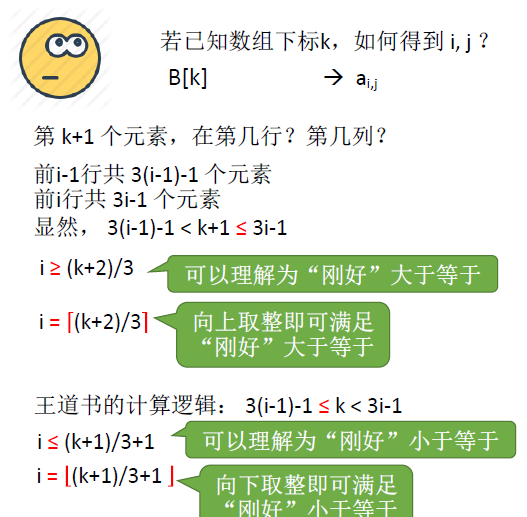 若已知数组下标k，如何得到 i, j ？
B[k] → aᵢ,ⱼ
第 k+1 个元素，在第几行？第几列？
前i-1行共 3(i-1)-1 个元素
前i行共 3i-1 个元素
显然， 3(i-1)-1 < k+1 ≤ 3i-1
i ≥ (k+2)/3
可以理解为“刚好”大于等于
i = ⌈(k+2)/3⌉
向上取整即可满足
“刚好”大于等于
王道书的计算逻辑： 3(i-1)-1 ≤ k < 3i-1
i ≤ (k+1)/3+1
可以理解为“刚好”小于等于
i = ⌊(k+1)/3+1 ⌋
向下取整即可满足
“刚好”小于等于